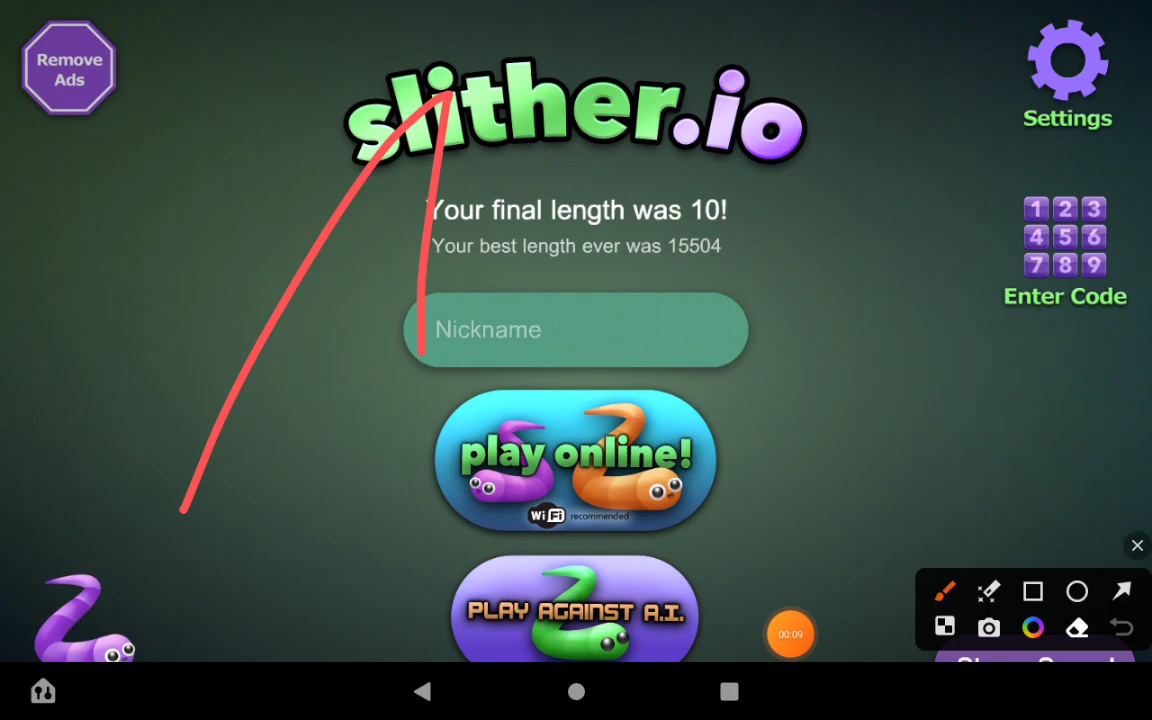 Remove
Ads
slither.io
Settings
Your final length was 10!
Your best length ever was 15504
1 2 3
4 5 6
7 8 9
Enter Code
Nickname
play online!
WiFi recommended
PLAY AGAINST A.I.
00:09